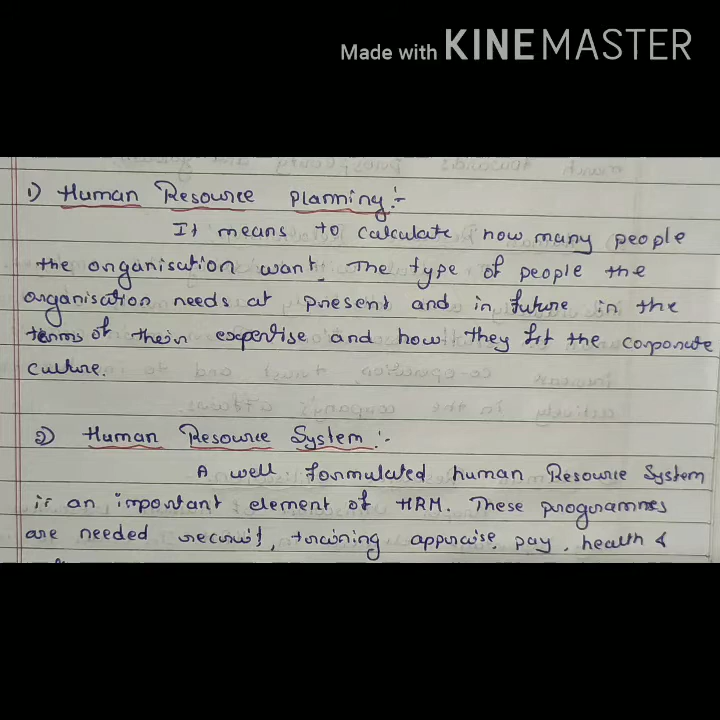 Made with KINEMASTER
1) Human Resource Planning :-
It means to calculate how many people
the organisation want. The type of people the
organisation needs at present and in future in the
terms of their expertise and how they fit the corporate
culture.
2) Human Resource System :-
A well formulated human Resource System
is an important element of HRM. These programmes
are needed recruit, training appraise, pay, health &